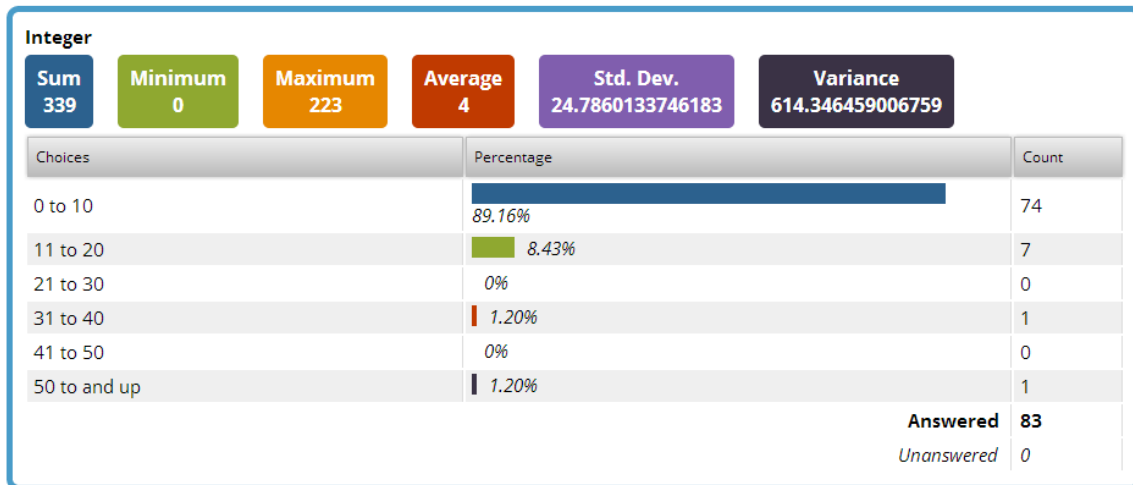 Integer
Sum Minimum Maximum Average Std. Dev. Variance
339 0 223 4 24.7860133746183 614.346459006759
Choices Percentage Count
0 to 10 89.16% 74
11 to 20 8.43% 7
21 to 30 0% 0
31 to 40 1.20% 1
41 to 50 0% 0
50 to and up 1.20% 1
Answered 83
Unanswered 0